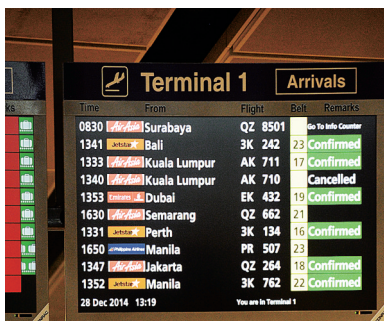 Terminal 1 Arrivals
Time From Flight Belt Remarks
0830 AirAsia Surabaya QZ 8501 Go To Info Counter
1341 Jetstar Bali 3K 242 23 Confirmed
1333 AirAsia Kuala Lumpur AK 711 17 Confirmed
1340 AirAsia Kuala Lumpur AK 710 Cancelled
1353 Emirates Dubai EK 432 19 Confirmed
1630 AirAsia Semarang QZ 662 21
1331 Jetstar Perth 3K 134 16 Confirmed
1650 Philippine Airlines Manila PR 507 23
1347 AirAsia Jakarta QZ 264 18 Confirmed
1352 Jetstar Manila 3K 762 22 Confirmed
28 Dec 2014 13:19 You are in Terminal 1